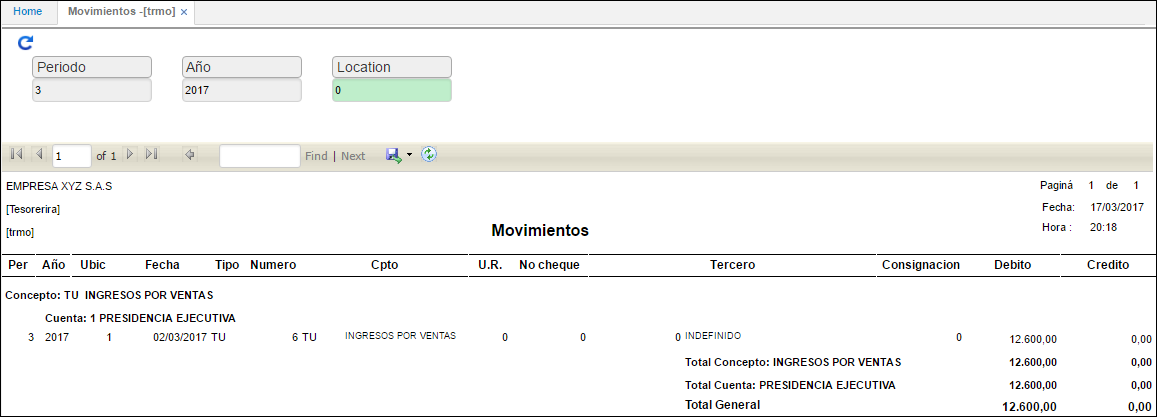 Home Movimientos -[trmo] ×
Periodo Año Location
3 2017 0
1 of 1 Find | Next
EMPRESA XYZ S.A.S Paginá 1 de 1
[Tesorerira] Fecha: 17/03/2017
[trmo] Movimientos Hora : 20:18
Per Año Ubic Fecha Tipo Numero Cpto U.R. No cheque Tercero Consignacion Debito Credito
Concepto: TU INGRESOS POR VENTAS
Cuenta: 1 PRESIDENCIA EJECUTIVA
3 2017 1 02/03/2017 TU 6 TU INGRESOS POR VENTAS 0 0 0 INDEFINIDO 0 12.600,00 0,00
Total Concepto: INGRESOS POR VENTAS 12.600,00 0,00
Total Cuenta: PRESIDENCIA EJECUTIVA 12.600,00 0,00
Total General 12.600,00 0,00